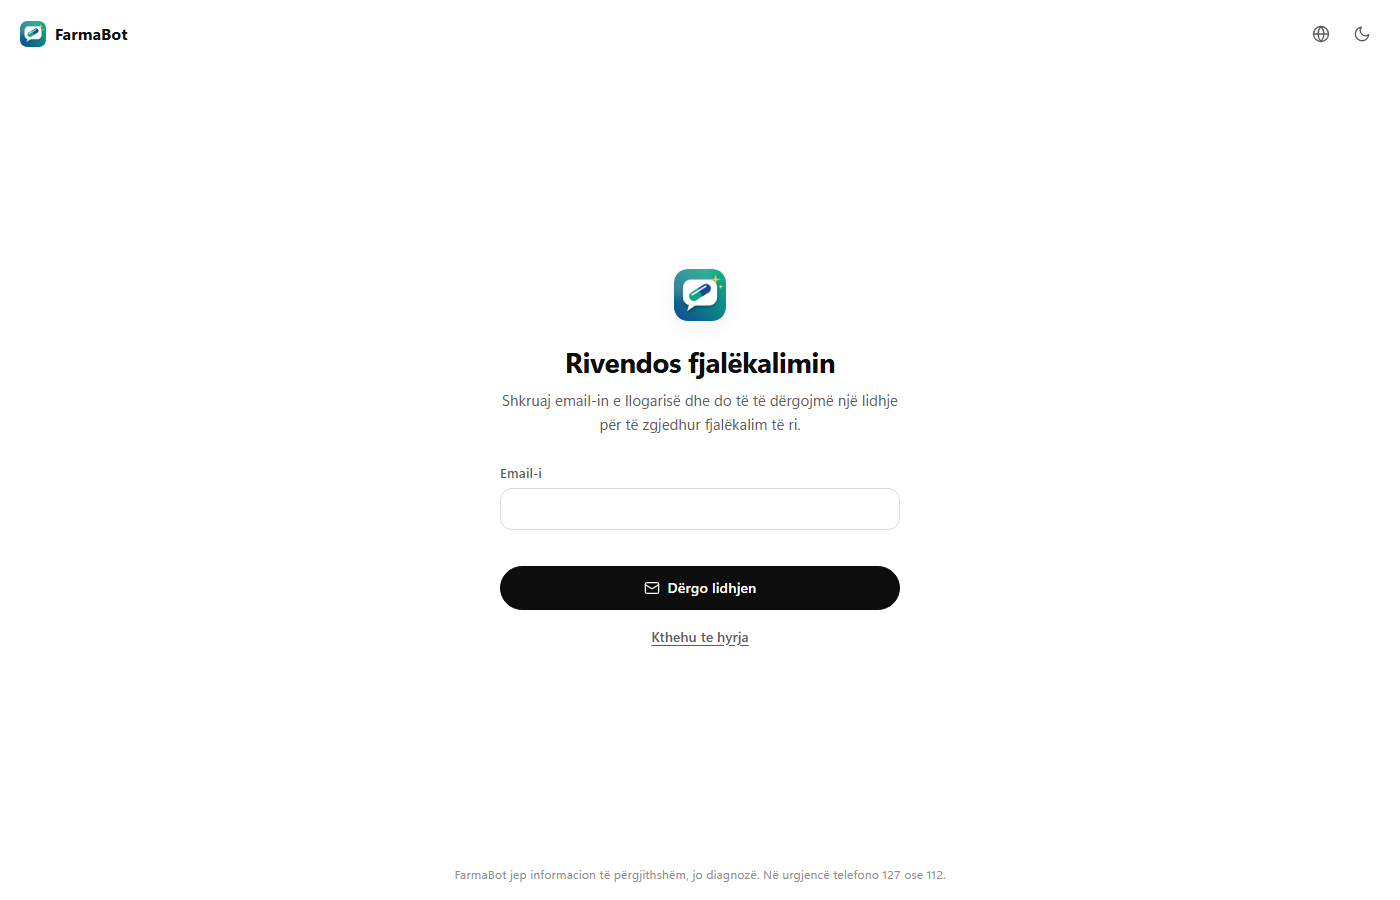 FarmaBot
Rivendos fjalëkalimin
Shkruaj email-in e llogarisë dhe do të të dërgojmë një lidhje
për të zgjedhur fjalëkalim të ri.
Email-i
Dërgo lidhjen
Kthehu te hyrja
FarmaBot jep informacion të përgjithshëm, jo diagnozë. Në urgjencë telefono 127 ose 112.